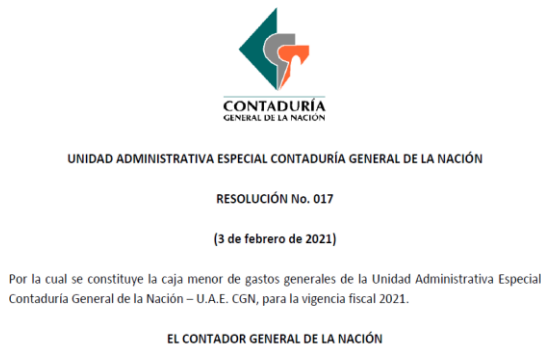 CONTADURÍA
GENERAL DE LA NACIÓN
UNIDAD ADMINISTRATIVA ESPECIAL CONTADURÍA GENERAL DE LA NACIÓN
RESOLUCIÓN No. 017
(3 de febrero de 2021)
Por la cual se constituye la caja menor de gastos generales de la Unidad Administrativa Especial
Contaduría General de la Nación – U.A.E. CGN, para la vigencia fiscal 2021.
EL CONTADOR GENERAL DE LA NACIÓN